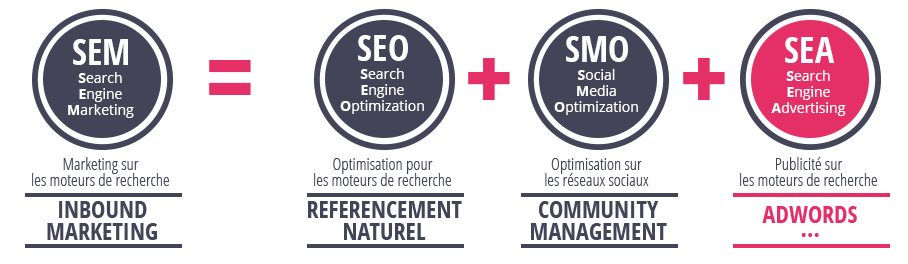 SEM
Search
Engine
Marketing
=
SEO
Search
Engine
Optimization
+
SMO
Social
Media
Optimization
+
SEA
Search
Engine
Advertising
Marketing sur
les moteurs de recherche
INBOUND
MARKETING
Optimisation pour
les moteurs de recherche
REFERENCEMENT
NATUREL
Optimisation sur
les réseaux sociaux
COMMUNITY
MANAGEMENT
Publicité sur
les moteurs de recherche
ADWORDS
...